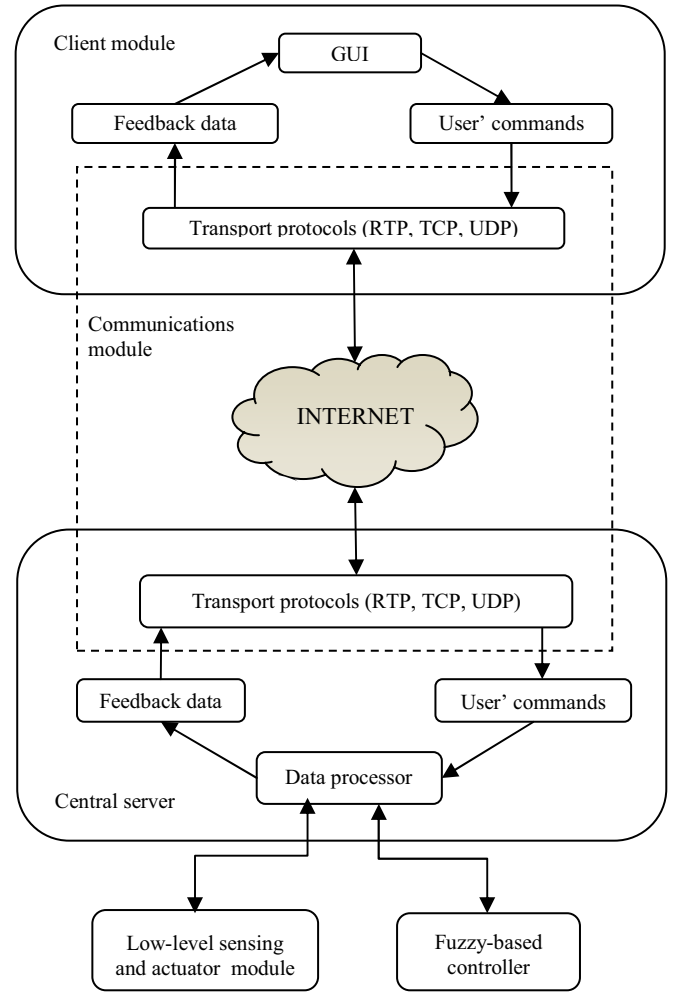 Client module
GUI
Feedback data
User' commands
Transport protocols (RTP, TCP, UDP)
Communications
module
INTERNET
Transport protocols (RTP, TCP, UDP)
Feedback data
User' commands
Data processor
Central server
Low-level sensing
and actuator module
Fuzzy-based
controller